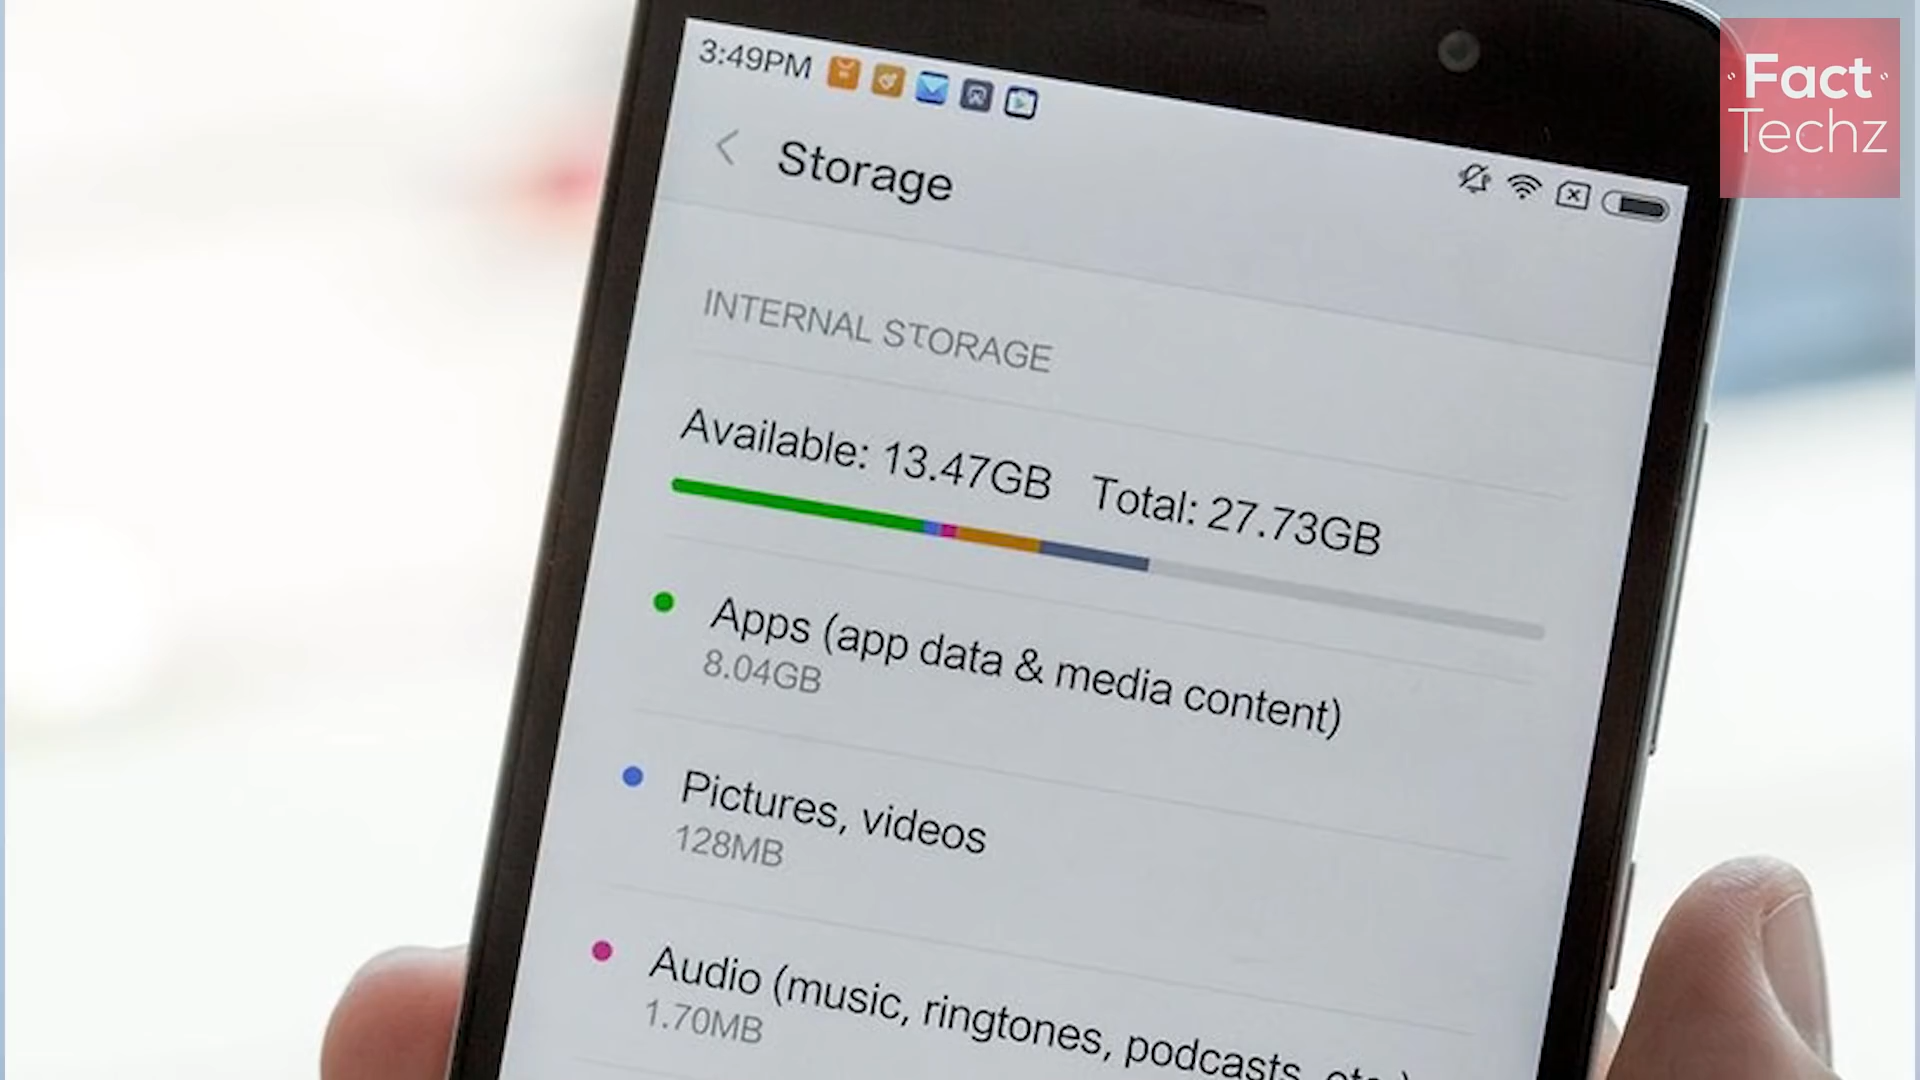 Fact
Techz
3:49PM
Storage
INTERNAL STORAGE
Available: 13.47GB Total: 27.73GB
Apps (app data & media content)
8.04GB
Pictures, videos
128MB
Audio (music, ringtones, podcasts, etc.)
1.70MB